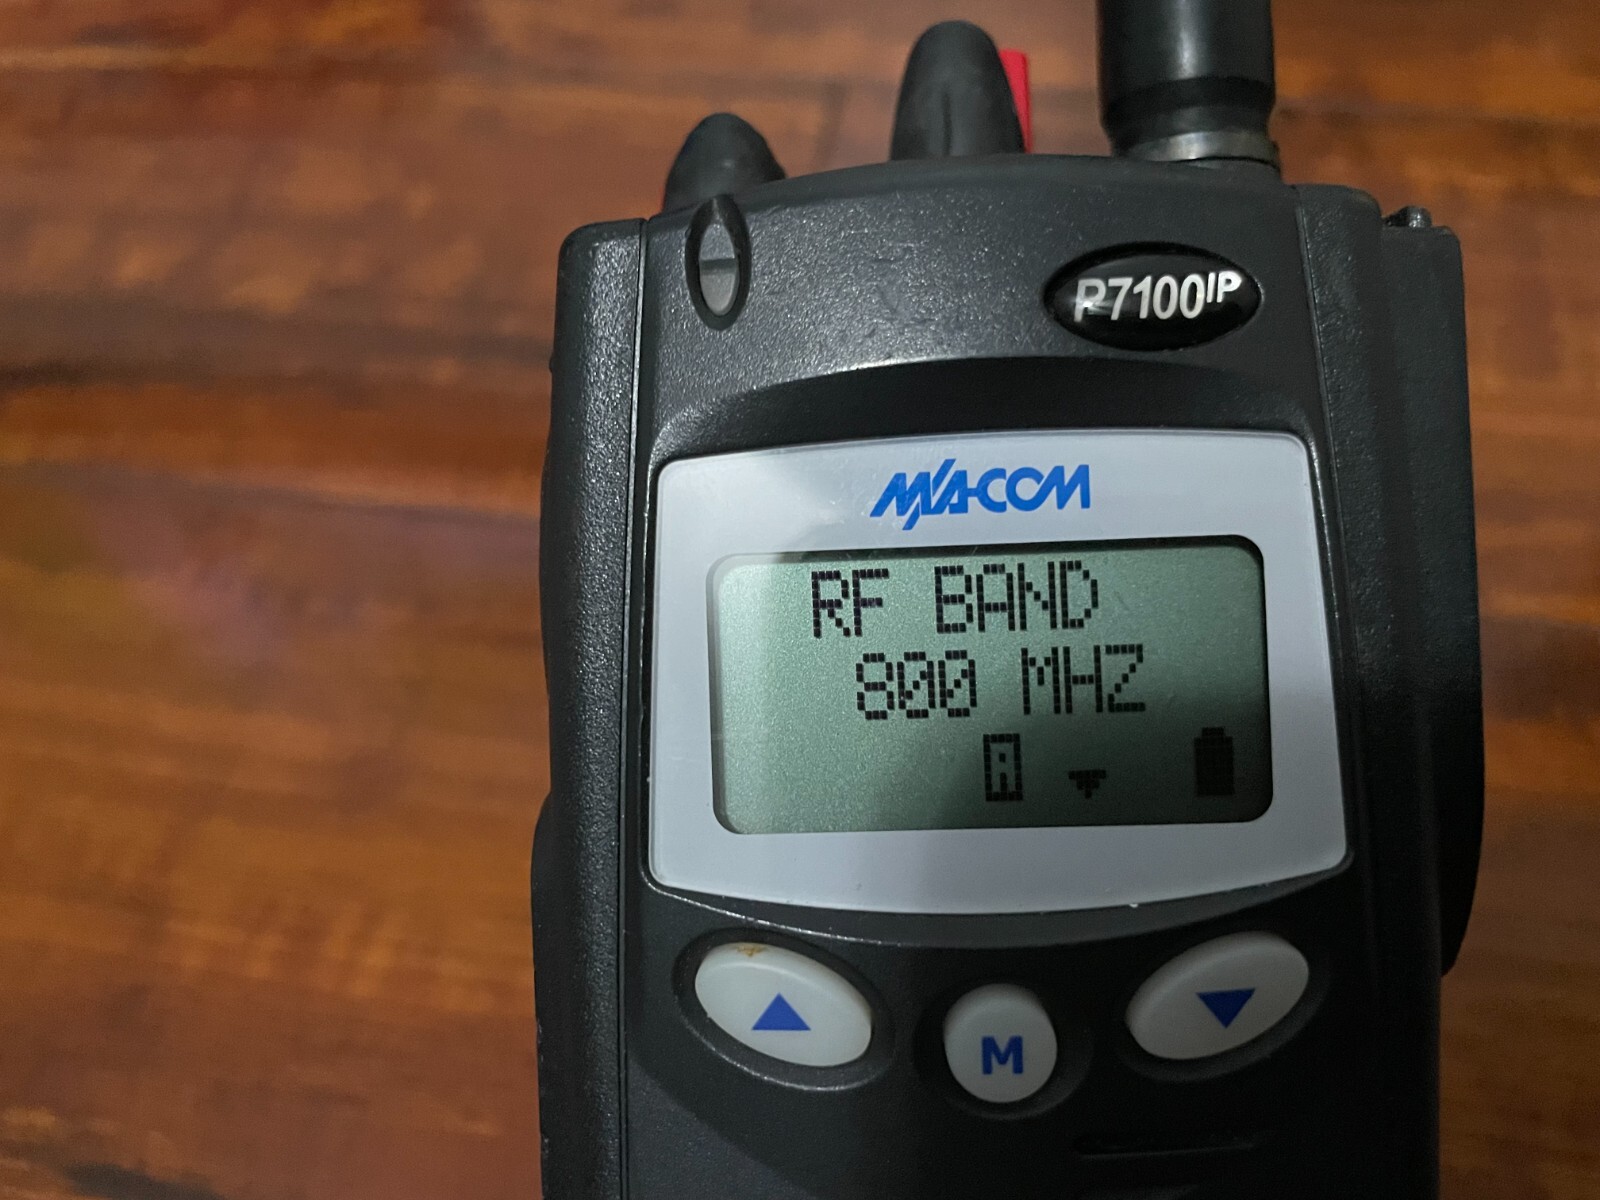 P7100IP
M/A-COM
RF BAND
800 MHZ
A
M